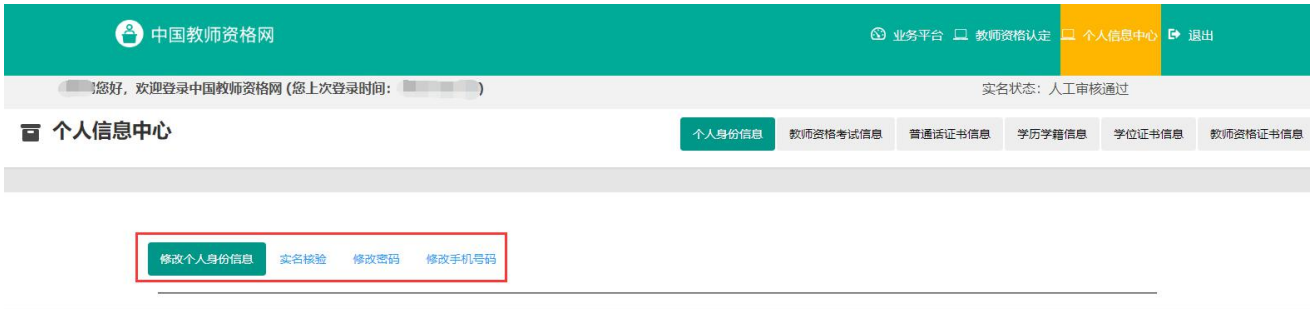 中国教师资格网
业务平台 教师资格认定 个人信息中心 退出
您好，欢迎登录中国教师资格网 (您上次登录时间： ) 实名状态：人工审核通过
个人信息中心
个人身份信息 教师资格考试信息 普通话证书信息 学历学籍信息 学位证书信息 教师资格证书信息
修改个人身份信息 实名核验 修改密码 修改手机号码